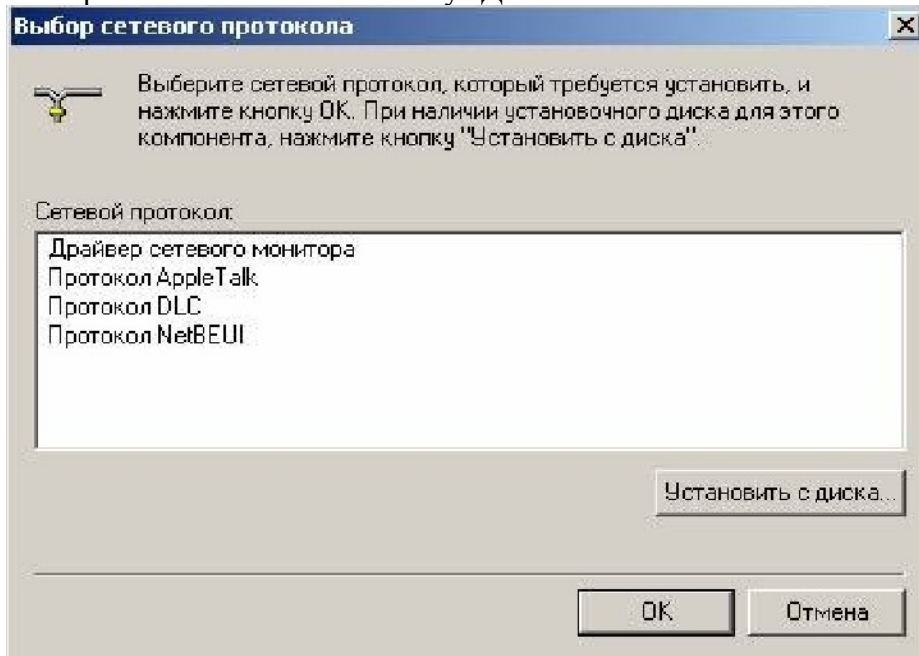 Выбор сетевого протокола
Выберите сетевой протокол, который требуется установить, и
нажмите кнопку ОК. При наличии установочного диска для этого
компонента, нажмите кнопку "Установить с диска".
Сетевой протокол:
Драйвер сетевого монитора
Протокол AppleTalk
Протокол DLC
Протокол NetBEUI
Установить с диска...
ОК
Отмена